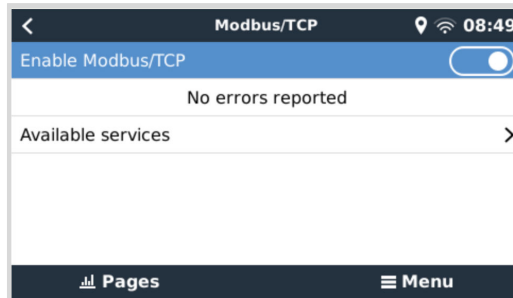 Modbus/TCP 08:49
Enable Modbus/TCP
No errors reported
Available services
Pages Menu